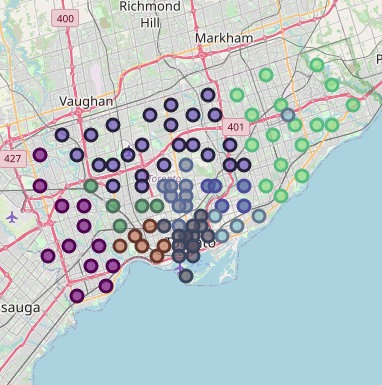 400
Richmond
Hill
Markham
Vaughan
401
427
Toronto
sauga